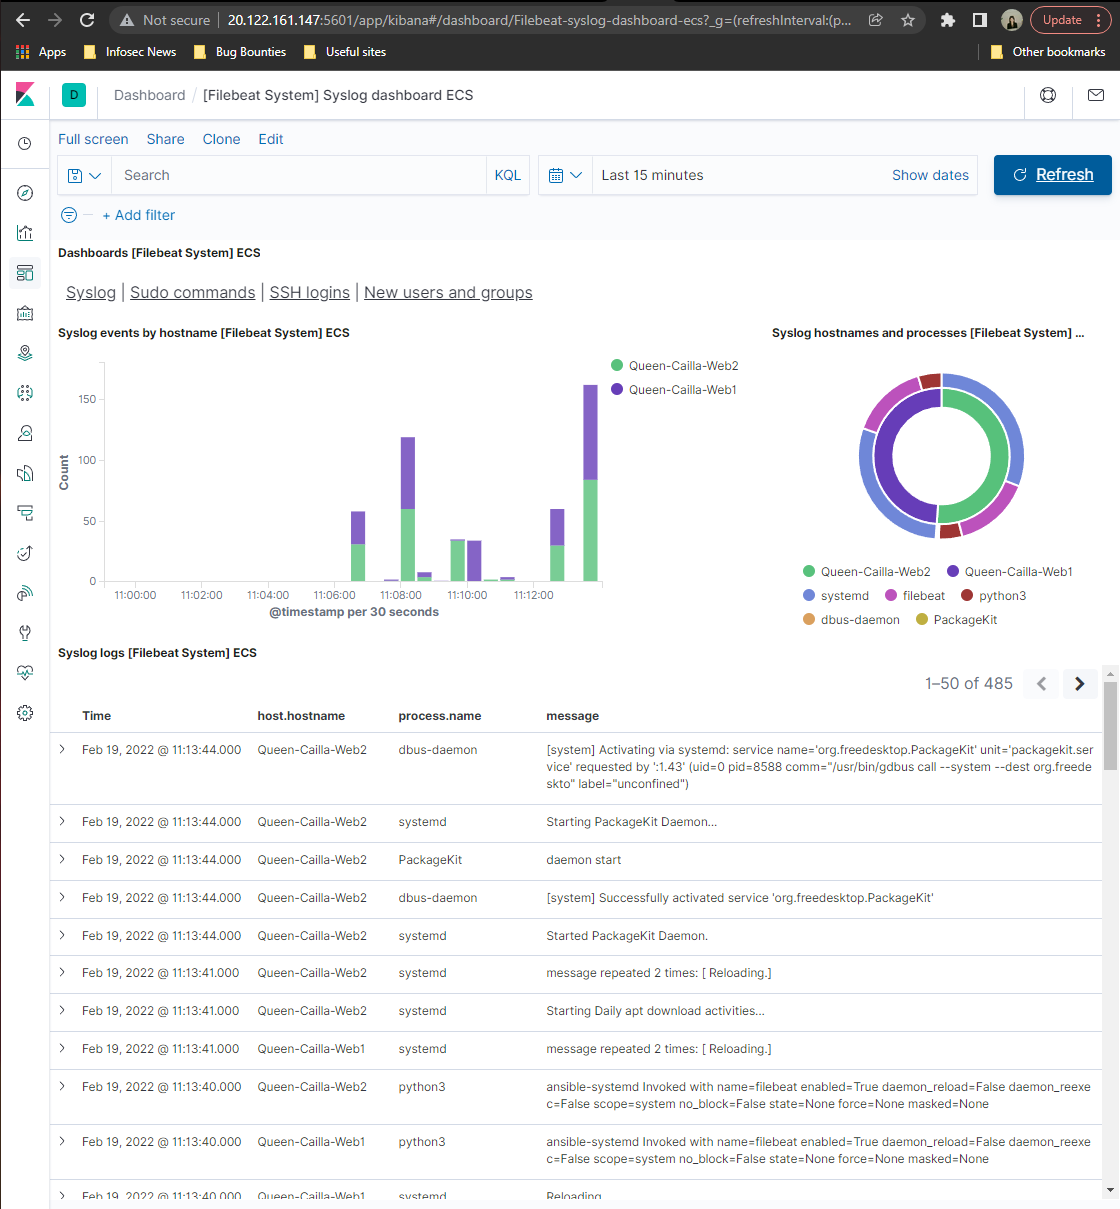 Not secure | 20.122.161.147:5601/app/kibana#/dashboard/Filebeat-syslog-dashboard-ecs?_g=(refreshInterval:(p...
Update
Apps
Infosec News
Bug Bounties
Useful sites
Other bookmarks
D
Dashboard / [Filebeat System] Syslog dashboard ECS
Full screen
Share
Clone
Edit
Search
KQL
Last 15 minutes
Show dates
Refresh
+ Add filter
Dashboards [Filebeat System] ECS
Syslog | Sudo commands | SSH logins | New users and groups
Syslog events by hostname [Filebeat System] ECS
Queen-Cailla-Web2
Queen-Cailla-Web1
Count
150
100
50
0
11:00:00
11:02:00
11:04:00
11:06:00
11:08:00
11:10:00
11:12:00
@timestamp per 30 seconds
Syslog hostnames and processes [Filebeat System] ...
Queen-Cailla-Web2
Queen-Cailla-Web1
systemd
filebeat
python3
dbus-daemon
PackageKit
Syslog logs [Filebeat System] ECS
1–50 of 485
Time host.hostname process.name message
Feb 19, 2022 @ 11:13:44.000 Queen-Cailla-Web2 dbus-daemon [system] Activating via systemd: service name='org.freedesktop.PackageKit' unit='packagekit.ser
vice' requested by ':1.43' (uid=0 pid=8588 comm="/usr/bin/gdbus call --system --dest org.freede
skto" label="unconfined")
Feb 19, 2022 @ 11:13:44.000 Queen-Cailla-Web2 systemd Starting PackageKit Daemon...
Feb 19, 2022 @ 11:13:44.000 Queen-Cailla-Web2 PackageKit daemon start
Feb 19, 2022 @ 11:13:44.000 Queen-Cailla-Web2 dbus-daemon [system] Successfully activated service 'org.freedesktop.PackageKit'
Feb 19, 2022 @ 11:13:44.000 Queen-Cailla-Web2 systemd Started PackageKit Daemon.
Feb 19, 2022 @ 11:13:41.000 Queen-Cailla-Web2 systemd message repeated 2 times: [ Reloading.]
Feb 19, 2022 @ 11:13:41.000 Queen-Cailla-Web2 systemd Starting Daily apt download activities...
Feb 19, 2022 @ 11:13:41.000 Queen-Cailla-Web1 systemd message repeated 2 times: [ Reloading.]
Feb 19, 2022 @ 11:13:40.000 Queen-Cailla-Web2 python3 ansible-systemd Invoked with name=filebeat enabled=True daemon_reload=False daemon_reexe
c=False scope=system no_block=False state=None force=None masked=None
Feb 19, 2022 @ 11:13:40.000 Queen-Cailla-Web1 python3 ansible-systemd Invoked with name=filebeat enabled=True daemon_reload=False daemon_reexe
c=False scope=system no_block=False state=None force=None masked=None
Feb 19, 2022 @ 11:13:40.000 Queen-Cailla-Web1 systemd Reloading